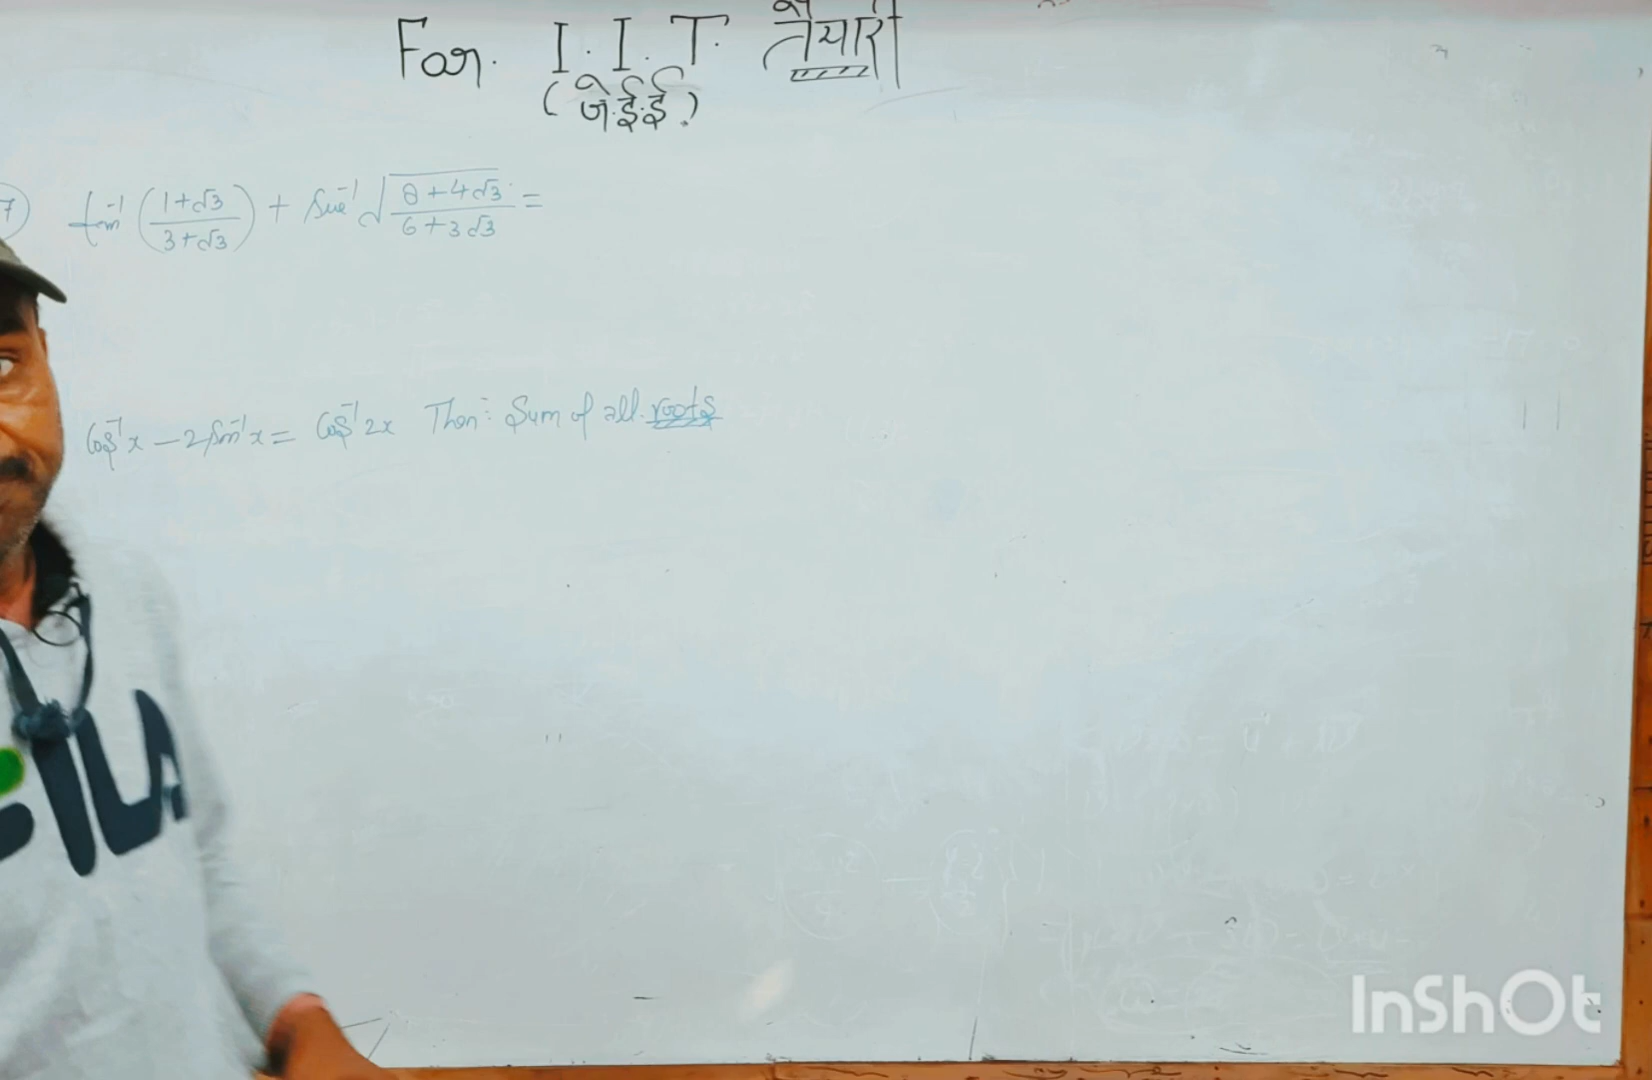 For. I.I.T. तैयारी
(जे.ई.ई.)
7) tan⁻¹ (1+√3 / 3+√3) + Sin⁻¹ √(8+4√3 / 6+3√3) =
Cos⁻¹x − 2Sin⁻¹x = Cos⁻¹2x Then: Sum of all. roots
InShOt